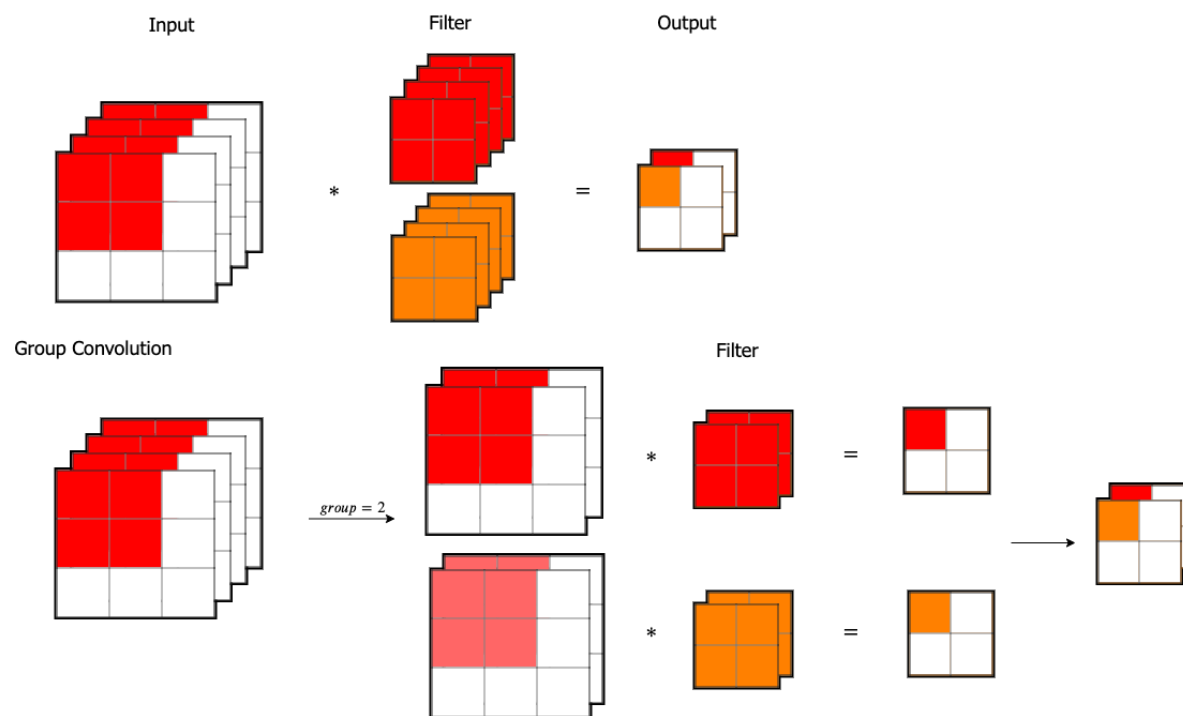 Input
Filter
Output
*
=
Group Convolution
Filter
group = 2
*
=
*
=